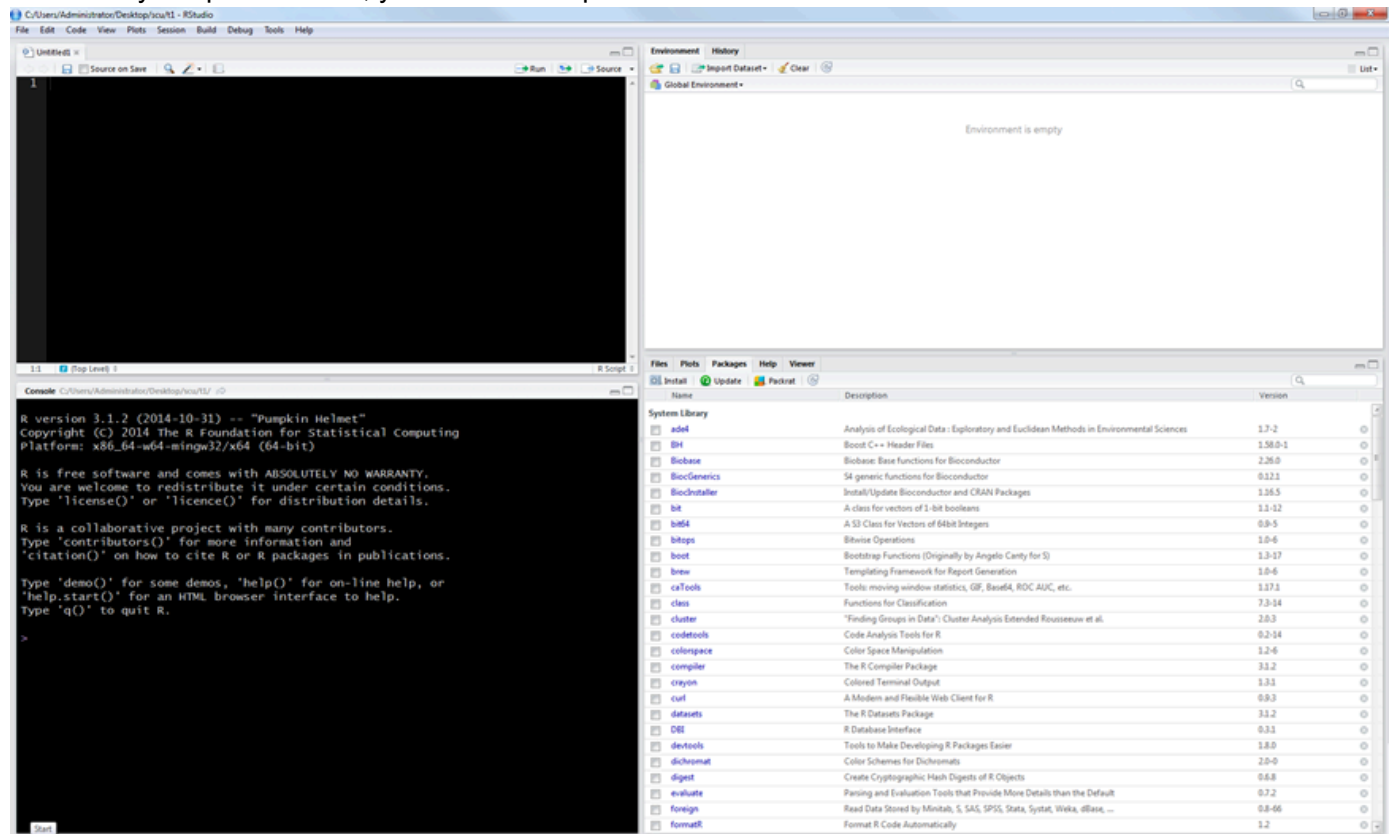 C:/Users/Administrator/Desktop/scu/t1 - RStudio
File Edit Code View Plots Session Build Debug Tools Help
Untitled1
Source on Save
Run
Source
1
1:1 (Top Level)
R Script
Console C:/Users/Administrator/Desktop/scu/t1/
R version 3.1.2 (2014-10-31) -- "Pumpkin Helmet"
Copyright (C) 2014 The R Foundation for Statistical Computing
Platform: x86_64-w64-mingw32/x64 (64-bit)
R is free software and comes with ABSOLUTELY NO WARRANTY.
You are welcome to redistribute it under certain conditions.
Type 'license()' or 'licence()' for distribution details.
R is a collaborative project with many contributors.
Type 'contributors()' for more information and
'citation()' on how to cite R or R packages in publications.
Type 'demo()' for some demos, 'help()' for on-line help, or
'help.start()' for an HTML browser interface to help.
Type 'q()' to quit R.
>
Start
Environment History
Import Dataset Clear
List
Global Environment
Environment is empty
Files Plots Packages Help Viewer
Install Update Packrat
Name Description Version
System Library
ade4 Analysis of Ecological Data : Exploratory and Euclidean Methods in Environmental Sciences 1.7-2
BH Boost C++ Header Files 1.58.0-1
Biobase Biobase: Base functions for Bioconductor 2.26.0
BiocGenerics S4 generic functions for Bioconductor 0.12.1
BiocInstaller Install/Update Bioconductor and CRAN Packages 1.16.5
bit A class for vectors of 1-bit booleans 1.1-12
bit64 A S3 Class for Vectors of 64bit Integers 0.9-5
bitops Bitwise Operations 1.0-6
boot Bootstrap Functions (Originally by Angelo Canty for S) 1.3-17
brew Templating Framework for Report Generation 1.0-6
caTools Tools: moving window statistics, GIF, Base64, ROC AUC, etc. 1.17.1
class Functions for Classification 7.3-14
cluster "Finding Groups in Data": Cluster Analysis Extended Rousseeuw et al. 2.0.3
codetools Code Analysis Tools for R 0.2-14
colorspace Color Space Manipulation 1.2-6
compiler The R Compiler Package 3.1.2
crayon Colored Terminal Output 1.3.1
curl A Modern and Flexible Web Client for R 0.9.3
datasets The R Datasets Package 3.1.2
DBI R Database Interface 0.3.1
devtools Tools to Make Developing R Packages Easier 1.8.0
dichromat Color Schemes for Dichromats 2.0-0
digest Create Cryptographic Hash Digests of R Objects 0.6.8
evaluate Parsing and Evaluation Tools that Provide More Details than the Default 0.7.2
foreign Read Data Stored by Minitab, S, SAS, SPSS, Stata, Systat, Weka, dBase, ... 0.8-66
formatR Format R Code Automatically 1.2